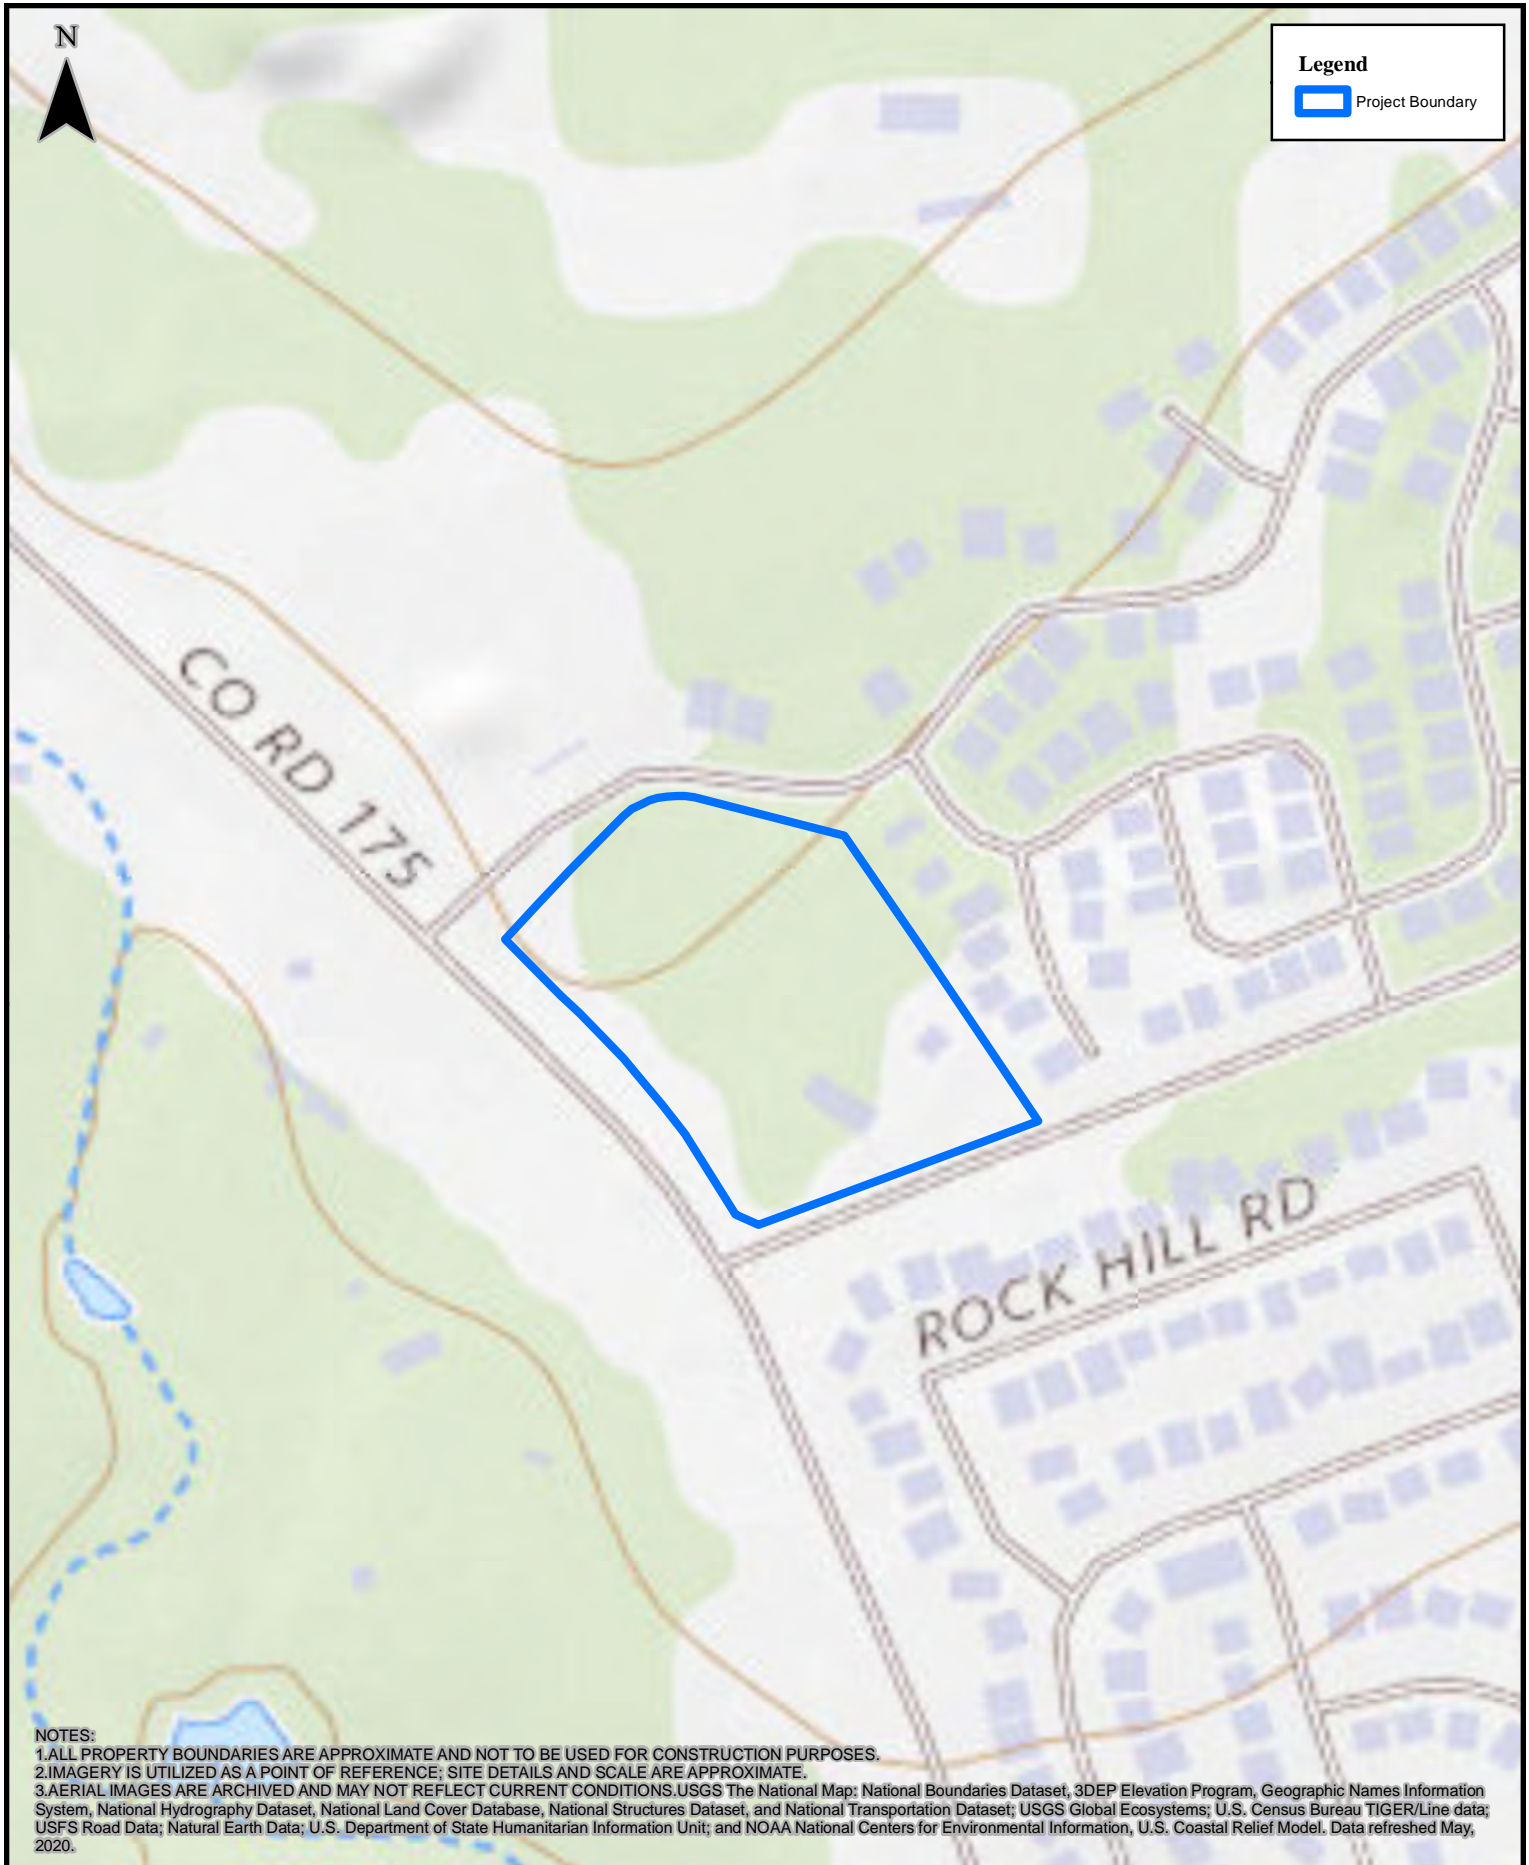 N
Legend
Project Boundary
CO RD 175
ROCK HILL RD
NOTES:
1.ALL PROPERTY BOUNDARIES ARE APPROXIMATE AND NOT TO BE USED FOR CONSTRUCTION PURPOSES.
2.IMAGERY IS UTILIZED AS A POINT OF REFERENCE; SITE DETAILS AND SCALE ARE APPROXIMATE.
3.AERIAL IMAGES ARE ARCHIVED AND MAY NOT REFLECT CURRENT CONDITIONS.USGS The National Map: National Boundaries Dataset, 3DEP Elevation Program, Geographic Names Information
System, National Hydrography Dataset, National Land Cover Database, National Structures Dataset, and National Transportation Dataset; USGS Global Ecosystems; U.S. Census Bureau TIGER/Line data;
USFS Road Data; Natural Earth Data; U.S. Department of State Humanitarian Information Unit; and NOAA National Centers for Environmental Information, U.S. Coastal Relief Model. Data refreshed May,
2020.